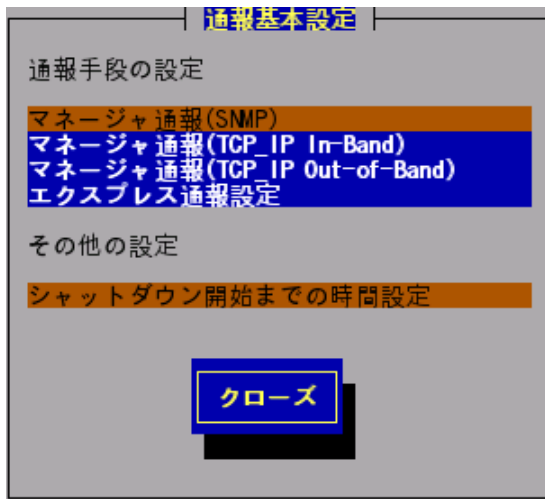 通報基本設定
通報手段の設定
マネージャ通報(SNMP)
マネージャ通報(TCP_IP In-Band)
マネージャ通報(TCP_IP Out-of-Band)
エクスプレス通報設定
その他の設定
シャットダウン開始までの時間設定
クローズ